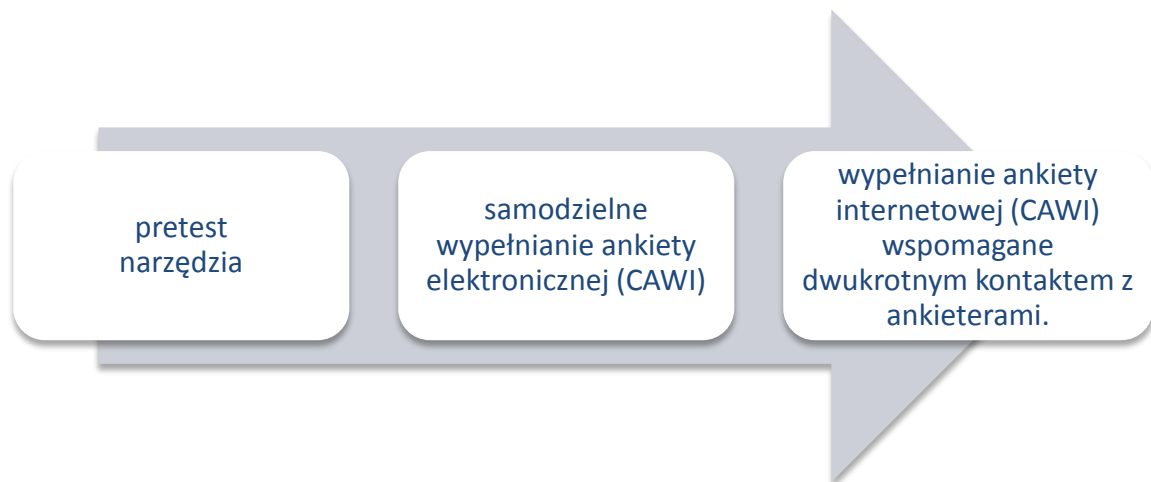 pretest
narzędzia
samodzielne
wypełnianie ankiety
elektronicznej (CAWI)
wypełnianie ankiety
internetowej (CAWI)
wspomagane
dwukrotnym kontaktem z
ankieterami.